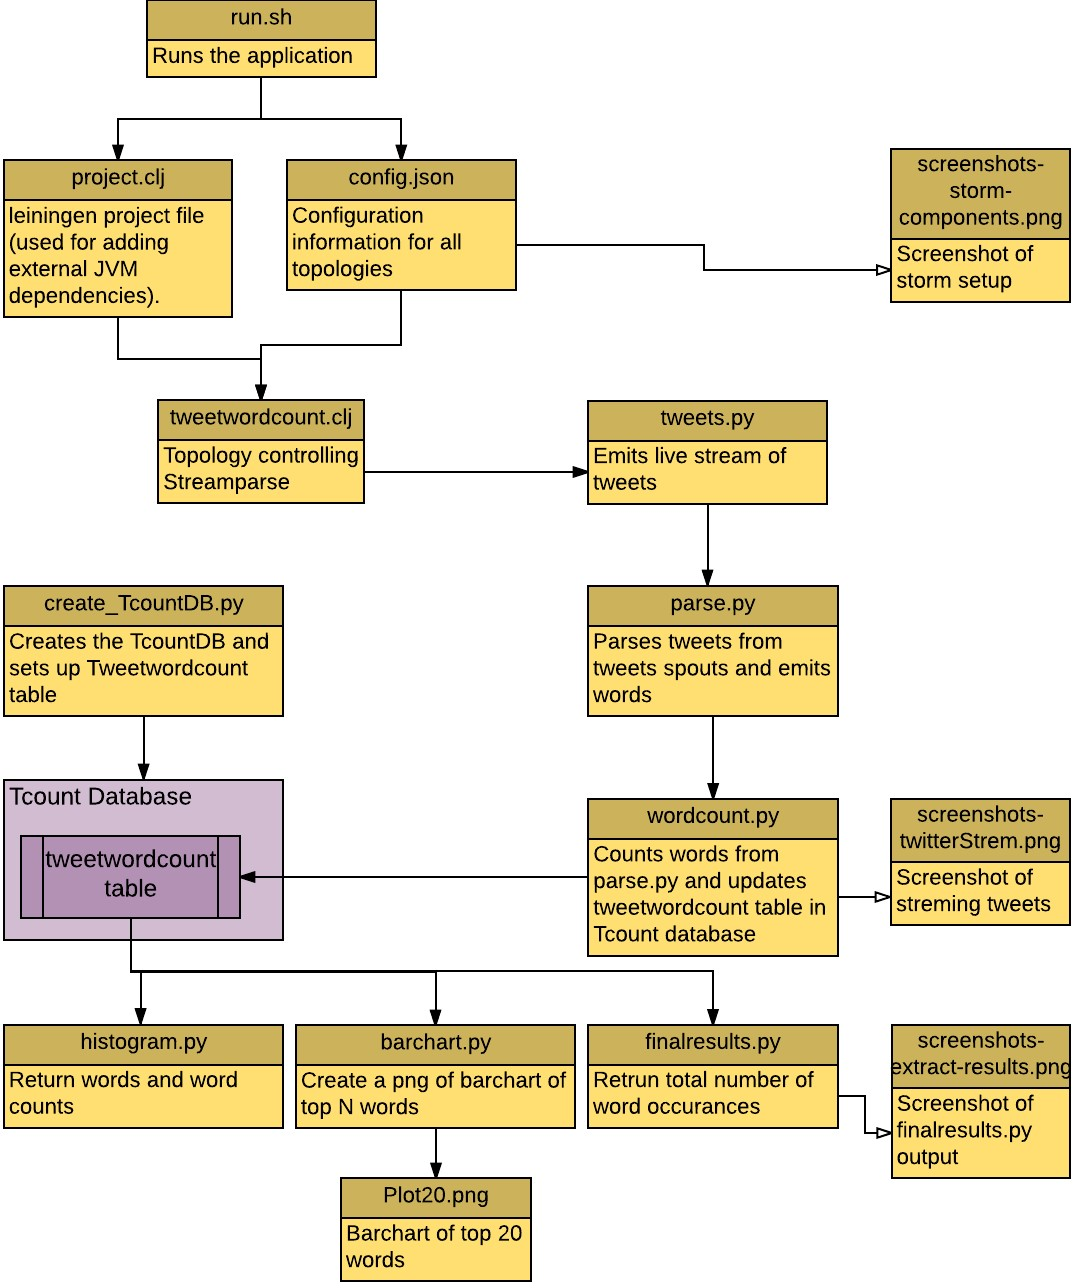 run.sh
Runs the application
project.clj
leiningen project file
(used for adding
external JVM
dependencies).
config.json
Configuration
information for all
topologies
screenshots-
storm-
components.png
Screenshot of
storm setup
tweetwordcount.clj
Topology controlling
Streamparse
tweets.py
Emits live stream of
tweets
create_TcountDB.py
Creates the TcountDB and
sets up Tweetwordcount
table
parse.py
Parses tweets from
tweets spouts and emits
words
Tcount Database
tweetwordcount
table
wordcount.py
Counts words from
parse.py and updates
tweetwordcount table in
Tcount database
screenshots-
twitterStrem.png
Screenshot of
streming tweets
histogram.py
Return words and word
counts
barchart.py
Create a png of barchart of
top N words
finalresults.py
Retrun total number of
word occurances
screenshots-
extract-results.png
Screenshot of
finalresults.py
output
Plot20.png
Barchart of top 20
words